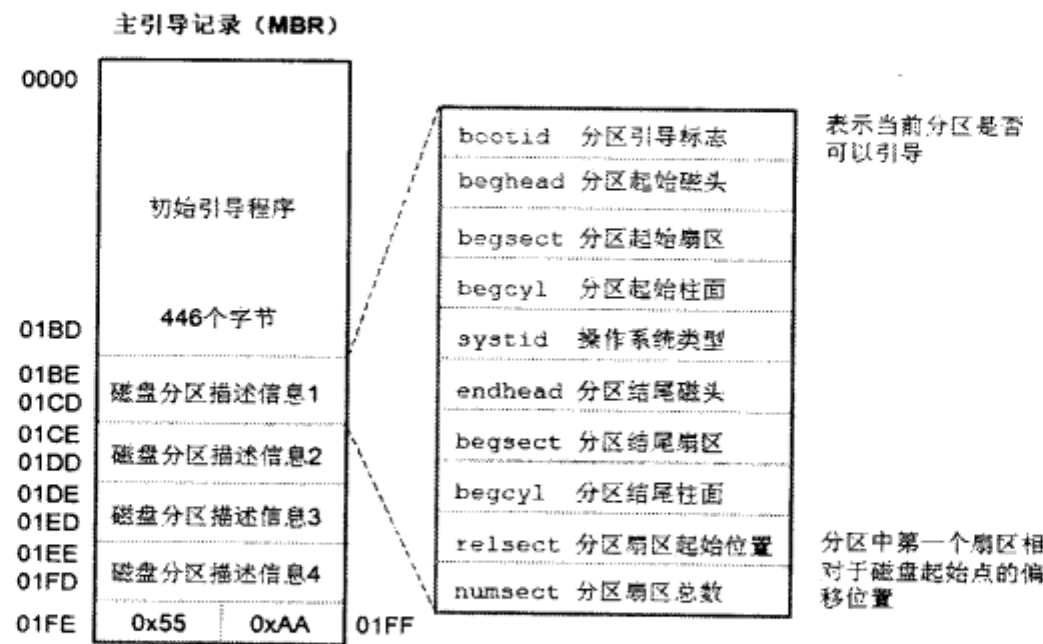 主引导记录（MBR）
0000
初始引导程序
446个字节
01BD
01BE
01CD
磁盘分区描述信息1
01CE
01DD
磁盘分区描述信息2
01DE
01ED
磁盘分区描述信息3
01EE
01FD
磁盘分区描述信息4
01FE
0x55
0xAA
01FF
bootid 分区引导标志
beghead 分区起始磁头
begsect 分区起始扇区
begcyl 分区起始柱面
systid 操作系统类型
endhead 分区结尾磁头
begsect 分区结尾扇区
begcyl 分区结尾柱面
relsect 分区扇区起始位置
numsect 分区扇区总数
表示当前分区是否
可以引导
分区中第一个扇区相
对于磁盘起始点的偏
移位置